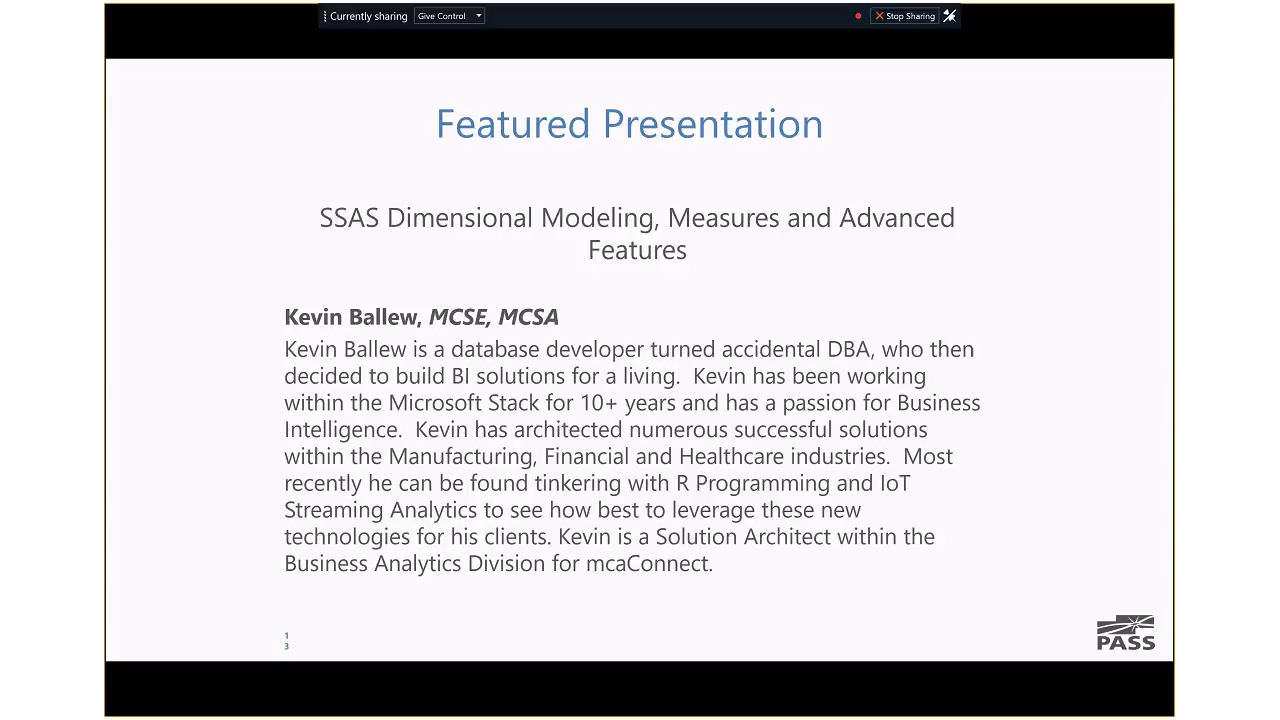 Currently sharing Give Control Stop Sharing
Featured Presentation
SSAS Dimensional Modeling, Measures and Advanced
Features
Kevin Ballew, MCSE, MCSA
Kevin Ballew is a database developer turned accidental DBA, who then
decided to build BI solutions for a living.  Kevin has been working
within the Microsoft Stack for 10+ years and has a passion for Business
Intelligence.  Kevin has architected numerous successful solutions
within the Manufacturing, Financial and Healthcare industries.  Most
recently he can be found tinkering with R Programming and IoT
Streaming Analytics to see how best to leverage these new
technologies for his clients. Kevin is a Solution Architect within the
Business Analytics Division for mcaConnect.
1
3
PASS